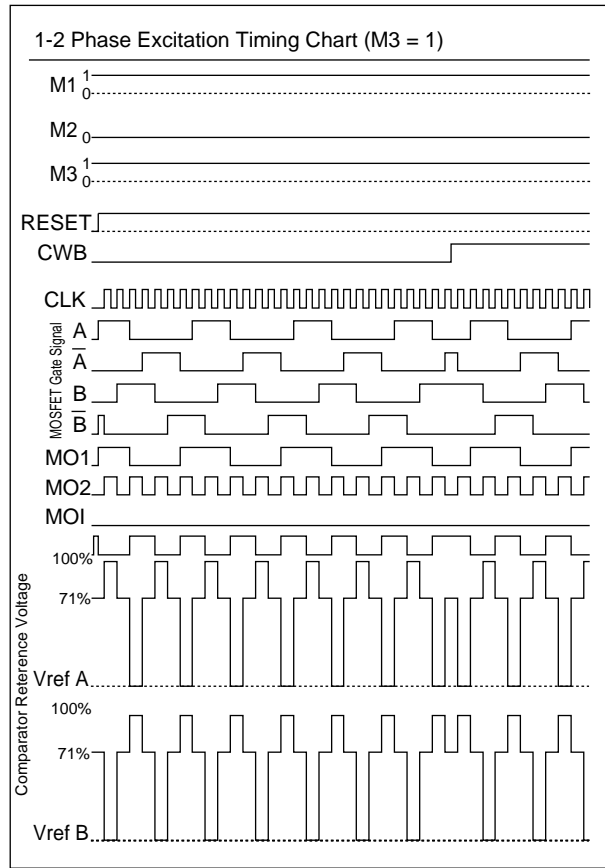 1-2 Phase Excitation Timing Chart (M3 = 1)
M1 1
0
M2 0
M3 1
0
RESET
CWB
CLK
MOSFET Gate Signal
A
A̅
B
B̅
MO1
MO2
MOI
100%
71%
Vref A
Comparator Reterence Voltage
100%
71%
Vref B